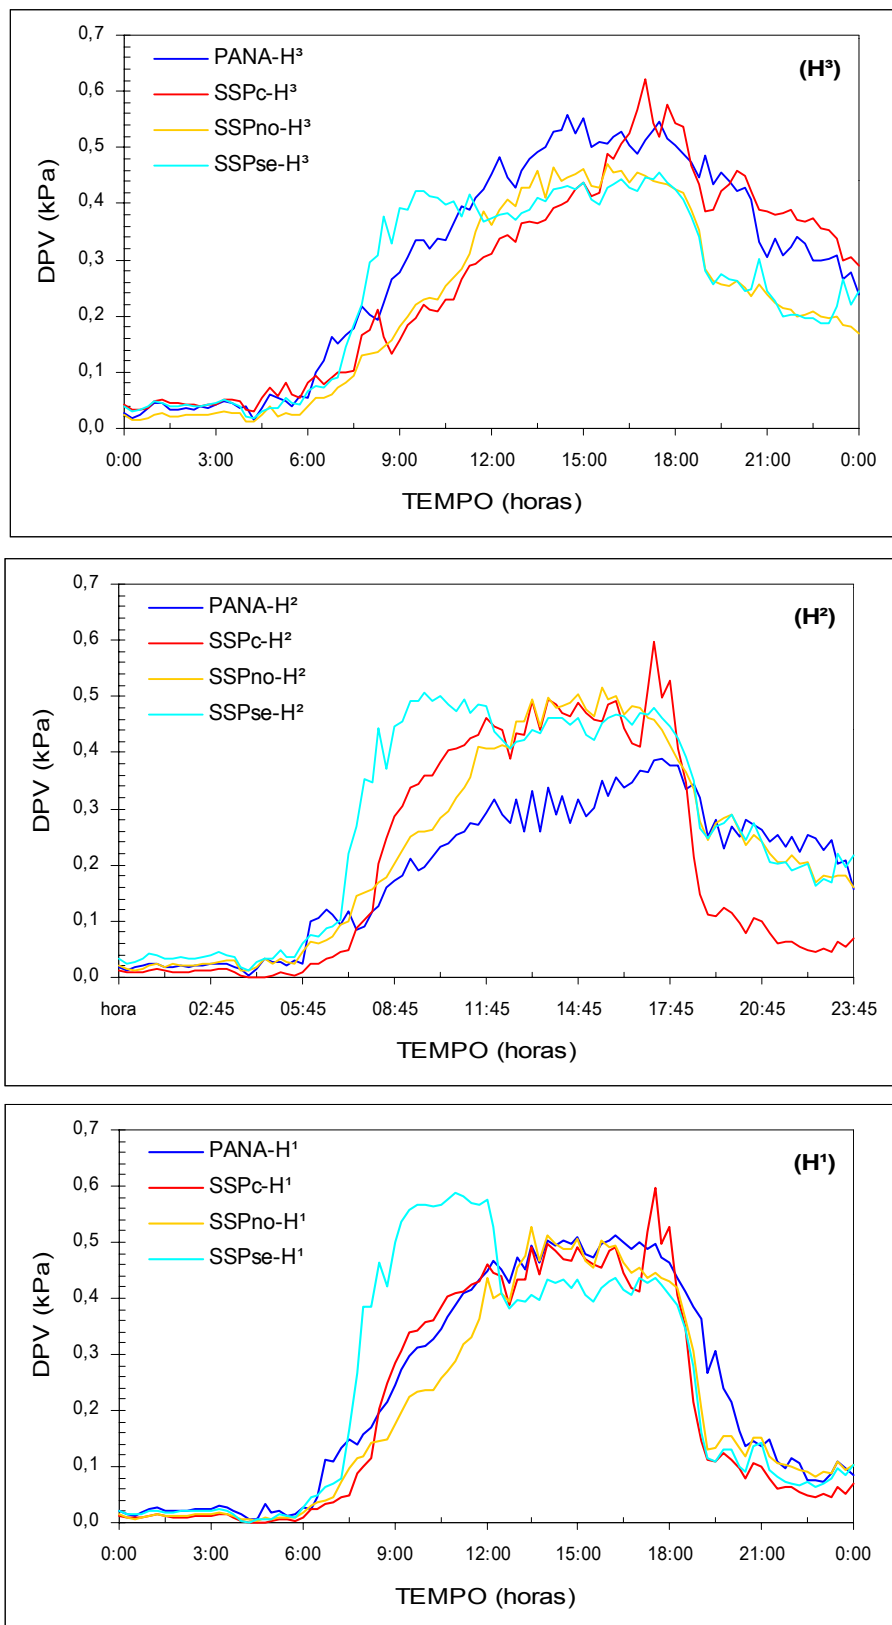 0,7
0,6
0,5
0,4
0,3
0,2
0,1
0,0
DPV (kPa)
PANA-H³
SSPc-H³
SSPno-H³
SSPse-H³
(H³)
0:00 3:00 6:00 9:00 12:00 15:00 18:00 21:00 0:00
TEMPO (horas)
0,7
0,6
0,5
0,4
0,3
0,2
0,1
0,0
DPV (kPa)
PANA-H²
SSPc-H²
SSPno-H²
SSPse-H²
(H²)
hora 02:45 05:45 08:45 11:45 14:45 17:45 20:45 23:45
TEMPO (horas)
0,7
0,6
0,5
0,4
0,3
0,2
0,1
0,0
DPV (kPa)
PANA-H¹
SSPc-H¹
SSPno-H¹
SSPse-H¹
(H¹)
0:00 3:00 6:00 9:00 12:00 15:00 18:00 21:00 0:00
TEMPO (horas)